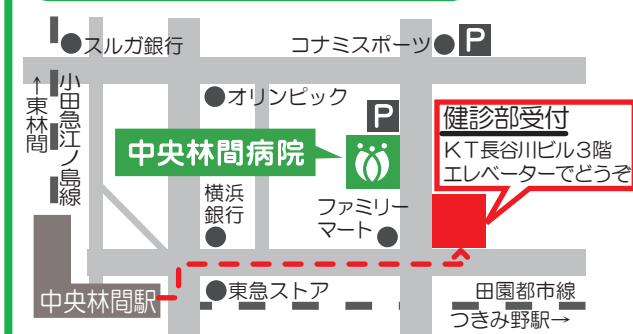 スルガ銀行
コナミスポーツ
P
←東林間
小田急江ノ島線
オリンピック
P
健診部受付
KT長谷川ビル3階
エレベーターでどうぞ
中央林間病院
横浜
銀行
ファミリー
マート
中央林間駅
東急ストア
田園都市線
つきみ野駅→